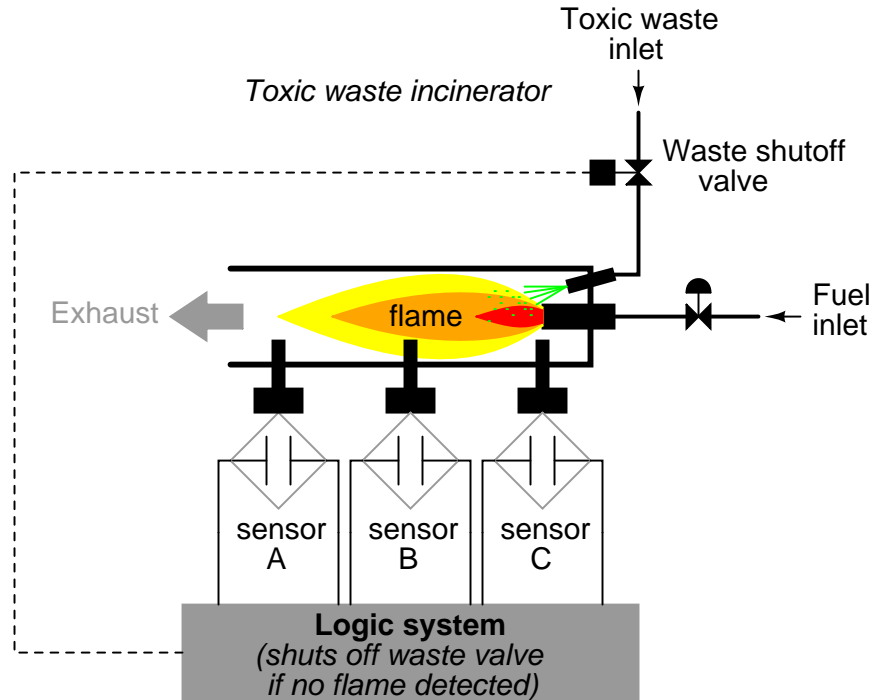 Toxic waste
inlet
Toxic waste incinerator
Waste shutoff
valve
Exhaust
flame
Fuel
inlet
sensor
A
sensor
B
sensor
C
Logic system
(shuts off waste valve
if no flame detected)